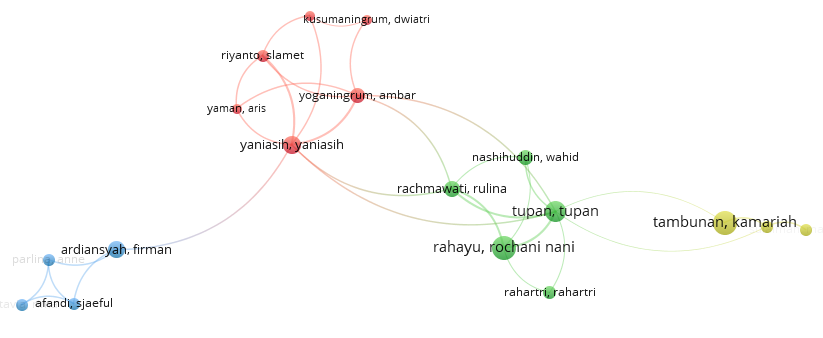 kusumaningrum, dwiatri
riyanto, slamet
yoganingrum, ambar
yaman, aris
yaniasih, yaniasih
nashihuddin, wahid
rachmawati, rulina
tupan, tupan
tambunan, kamariah
rahayu, rochani nani
ardiansyah, firman
rahartri, rahartri
afandi, sjaeful